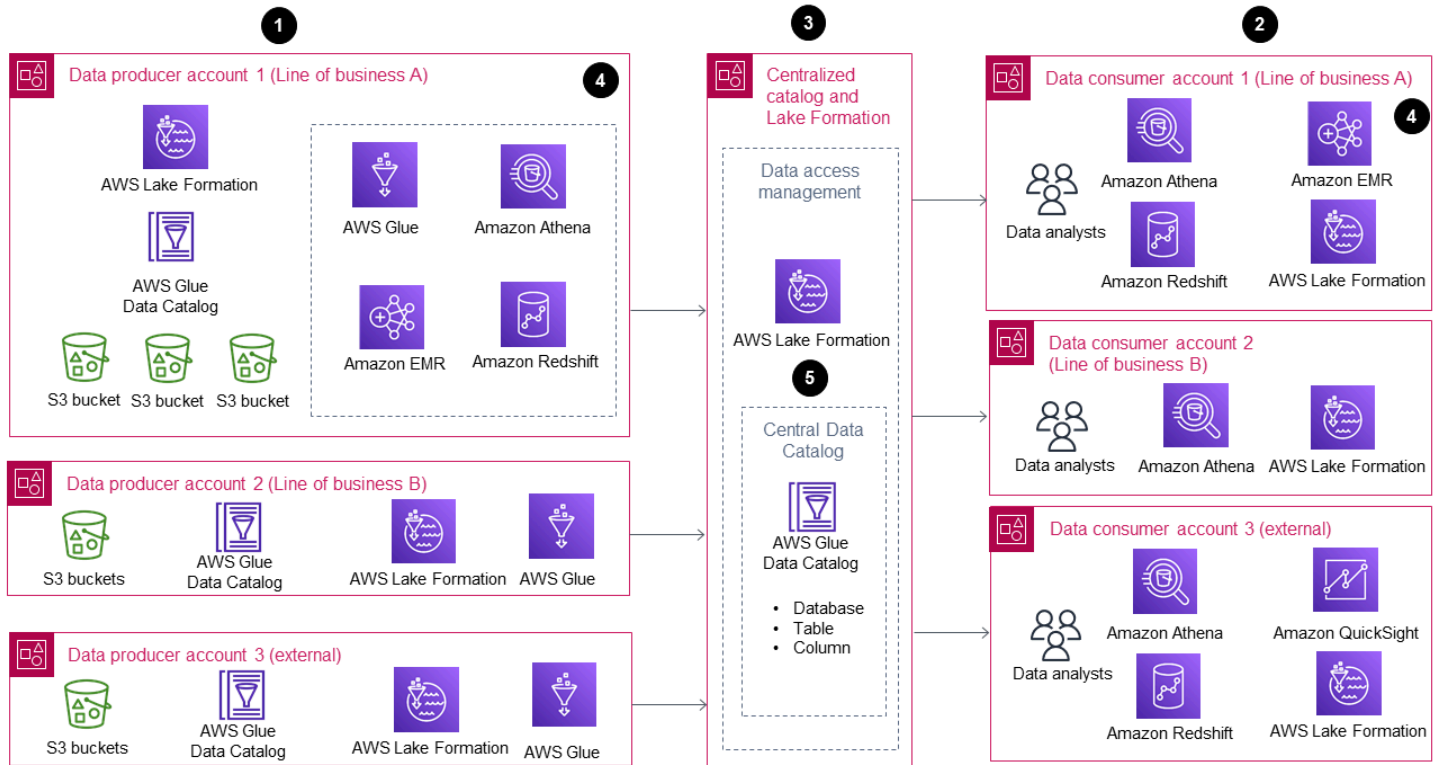 1
Data producer account 1 (Line of business A)
4
AWS Lake Formation
AWS Glue
Data Catalog
S3 bucket
S3 bucket
S3 bucket
AWS Glue
Amazon Athena
Amazon EMR
Amazon Redshift
Data producer account 2 (Line of business B)
S3 buckets
AWS Glue
Data Catalog
AWS Lake Formation
AWS Glue
Data producer account 3 (external)
S3 buckets
AWS Glue
Data Catalog
AWS Lake Formation
AWS Glue
3
Centralized
catalog and
Lake Formation
Data access
management
AWS Lake Formation
5
Central Data
Catalog
AWS Glue
Data Catalog
• Database
• Table
• Column
2
Data consumer account 1 (Line of business A)
4
Data analysts
Amazon Athena
Amazon EMR
Amazon Redshift
AWS Lake Formation
Data consumer account 2
(Line of business B)
Data analysts
Amazon Athena
AWS Lake Formation
Data consumer account 3 (external)
Data analysts
Amazon Athena
Amazon QuickSight
Amazon Redshift
AWS Lake Formation